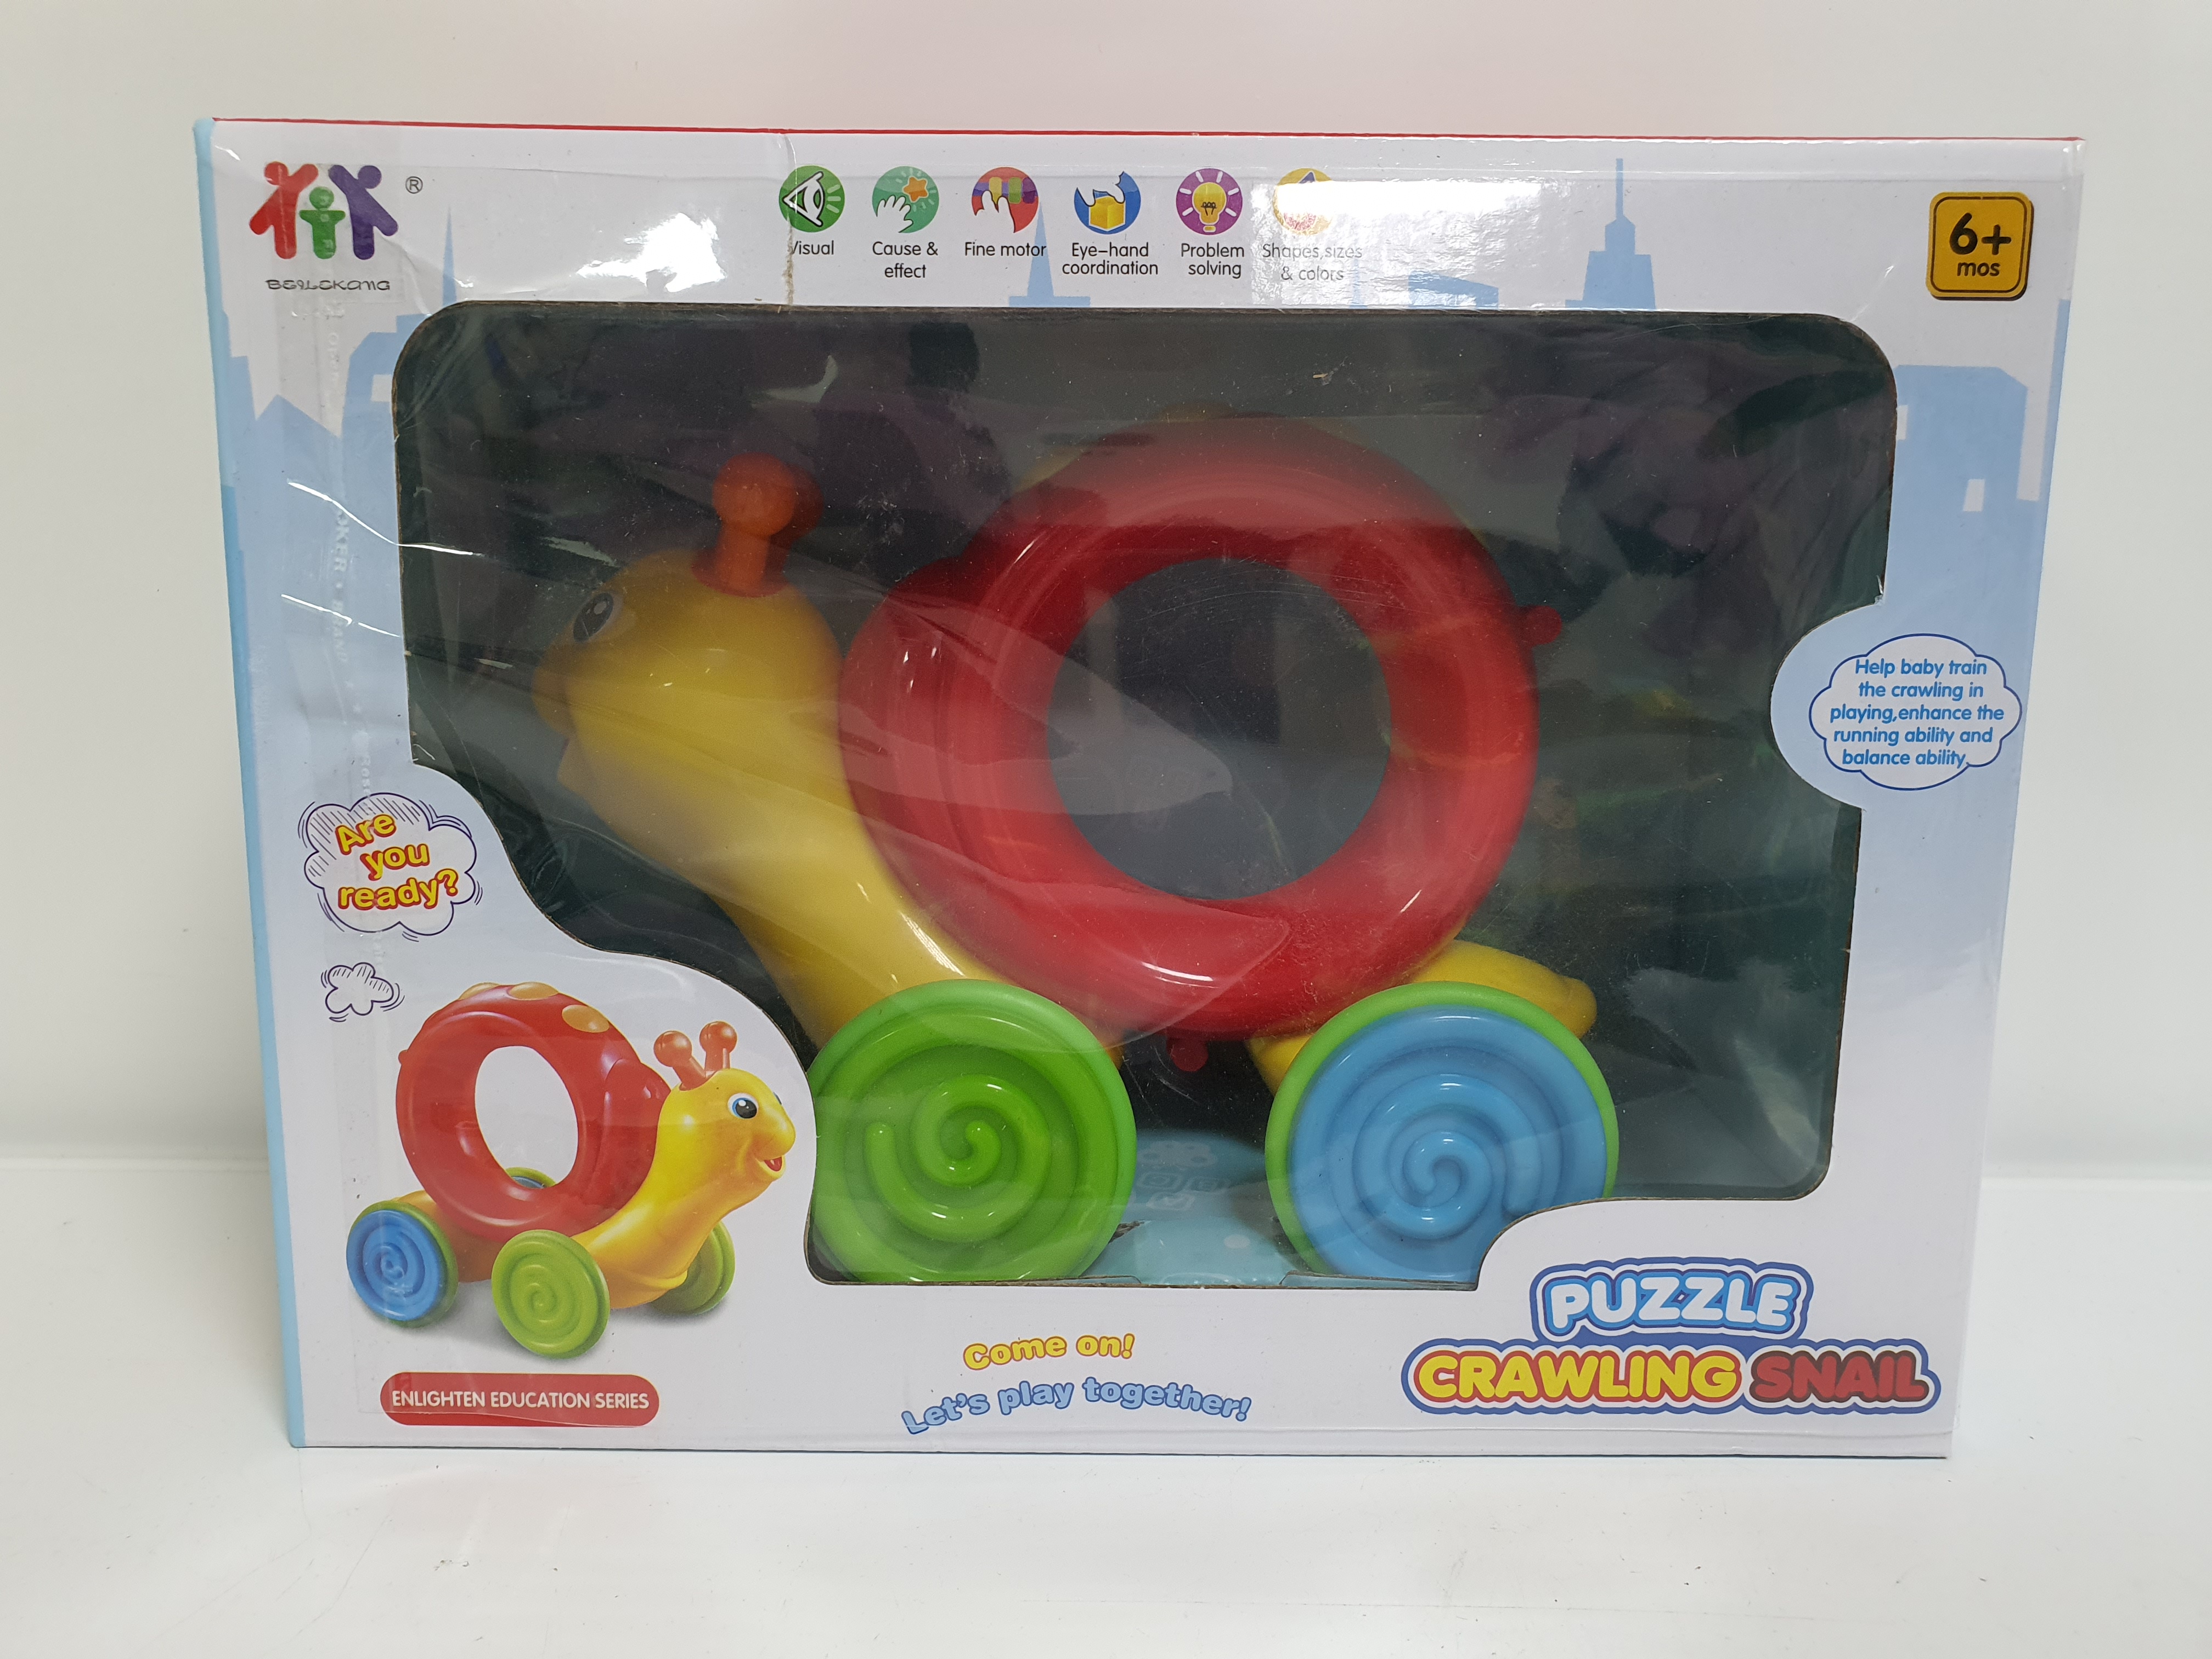 ®
BEILEKANG
Visual
Cause &
effect
Fine motor
Eye-hand
coordination
Problem
solving
Shapes,sizes
& colors
6+
mos
Help baby train
the crawling in
playing,enhance the
running ability and
balance ability
Are
you
ready?
ENLIGHTEN EDUCATION SERIES
Come on!
Let's play together!
PUZZLE
CRAWLING SNAIL